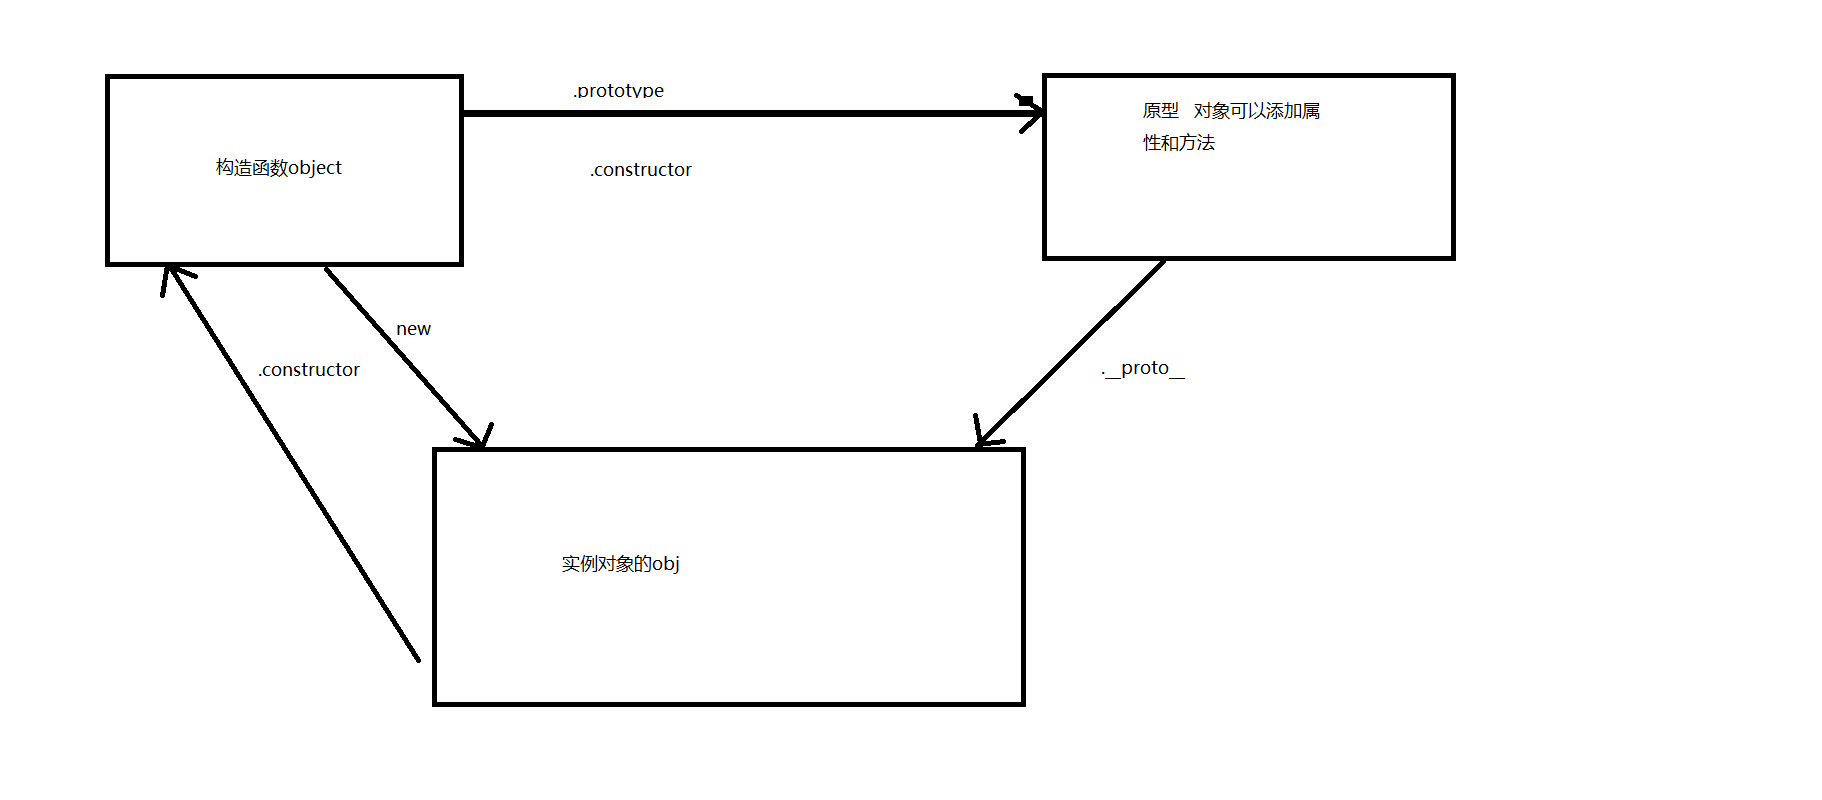 .prototype
原型 对象可以添加属
性和方法
构造函数object
.constructor
new
.constructor
.__proto__
实例对象的obj